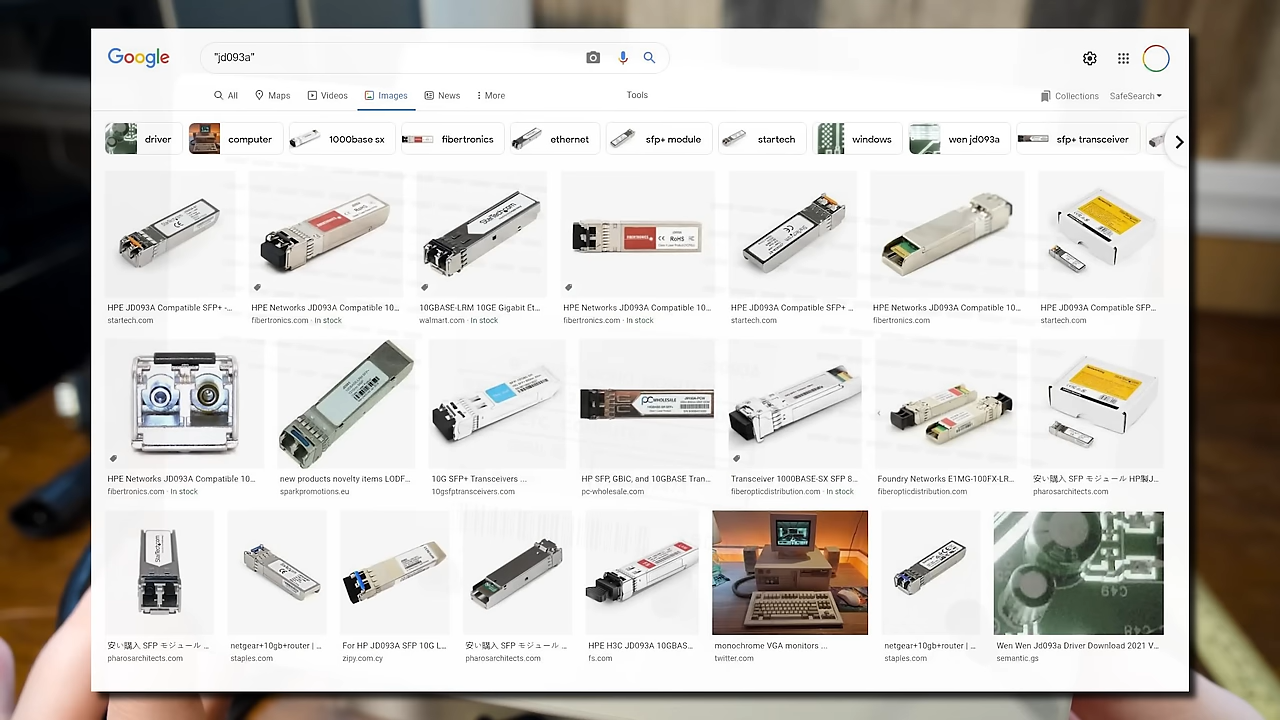 Google
"jd093a"
All
Maps
Videos
Images
News
More
Tools
Collections
SafeSearch
driver
computer
1000base sx
fibertronics
ethernet
sfp+ module
startech
windows
wen jd093a
sfp+ transceiver
HPE JD093A Compatible SFP+ -...
startech.com
HPE Networks JD093A Compatible 10...
fibertronics.com · In stock
10GBASE-LRM 10GE Gigabit Et...
walmart.com · In stock
HPE Networks JD093A Compatible 10...
fibertronics.com · In stock
HPE JD093A Compatible SFP+ ...
startech.com
HPE Networks JD093A Compatible 10...
fibertronics.com
HPE JD093A Compatible SFP...
startech.com
HPE Networks JD093A Compatible 10...
fibertronics.com · In stock
new products novelty items LODF...
sparkpromotions.eu
10G SFP+ Transceivers ...
10gsfptransceivers.com
HP SFP, GBIC, and 10GBASE Tran...
pc-wholesale.com
Transceiver 1000BASE-SX SFP 8...
fiberopticdistribution.com · In stock
Foundry Networks E1MG-100FX-LR...
fiberopticdistribution.com
安い購入 SFP モジュール HP製J...
pharosarchitects.com
安い購入 SFP モジュール ...
pharosarchitects.com
netgear+10gb+router | ...
staples.com
For HP JD093A SFP 10G L...
zipy.com.cy
安い購入 SFP モジュール ...
pharosarchitects.com
HPE H3C JD093A 10GBAS...
fs.com
monochrome VGA monitors ...
twitter.com
netgear+10gb+router | ...
staples.com
Wen Wen Jd093a Driver Download 2021 V...
semantic.gs
StarTech.com
RoHS
PCWHOLESALE
C49